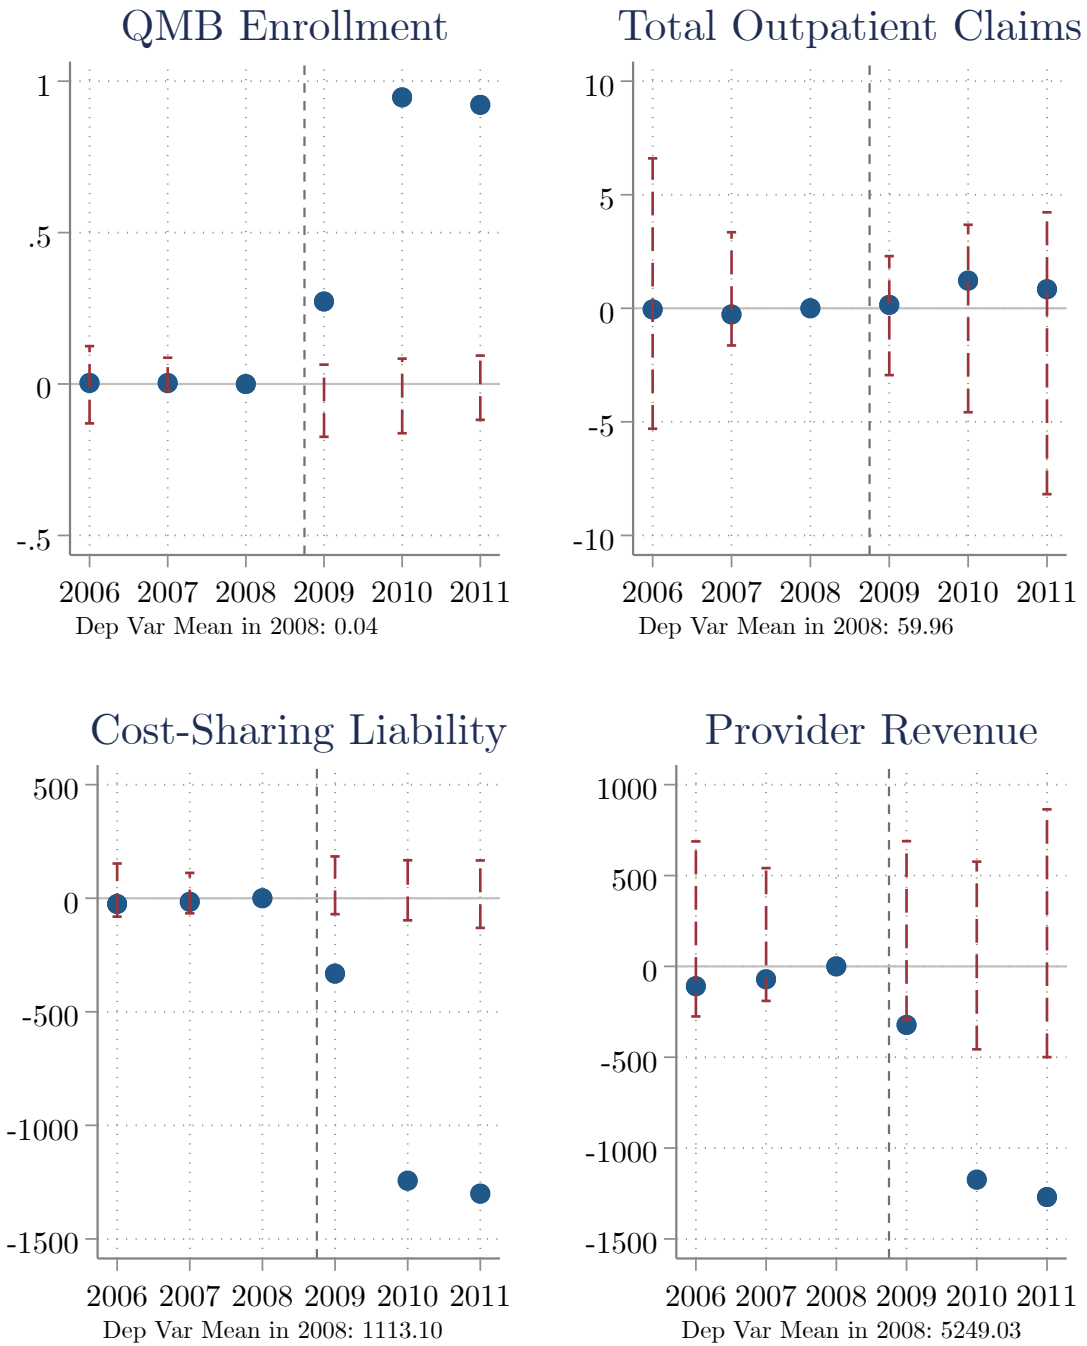 QMB Enrollment
1
.5
0
-.5
2006 2007 2008 2009 2010 2011
Dep Var Mean in 2008: 0.04
Total Outpatient Claims
10
5
0
-5
-10
2006 2007 2008 2009 2010 2011
Dep Var Mean in 2008: 59.96
Cost-Sharing Liability
500
0
-500
-1000
-1500
2006 2007 2008 2009 2010 2011
Dep Var Mean in 2008: 1113.10
Provider Revenue
1000
500
0
-500
-1000
-1500
2006 2007 2008 2009 2010 2011
Dep Var Mean in 2008: 5249.03